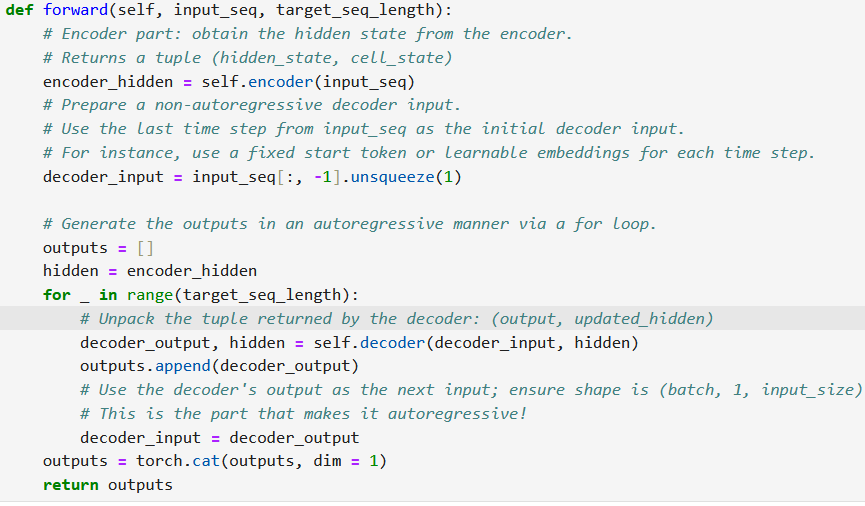 def forward(self, input_seq, target_seq_length):
    # Encoder part: obtain the hidden state from the encoder.
    # Returns a tuple (hidden_state, cell_state)
    encoder_hidden = self.encoder(input_seq)
    # Prepare a non-autoregressive decoder input.
    # Use the last time step from input_seq as the initial decoder input.
    # For instance, use a fixed start token or learnable embeddings for each time step.
    decoder_input = input_seq[:, -1].unsqueeze(1)

    # Generate the outputs in an autoregressive manner via a for loop.
    outputs = []
    hidden = encoder_hidden
    for _ in range(target_seq_length):
        # Unpack the tuple returned by the decoder: (output, updated_hidden)
        decoder_output, hidden = self.decoder(decoder_input, hidden)
        outputs.append(decoder_output)
        # Use the decoder's output as the next input; ensure shape is (batch, 1, input_size)
        # This is the part that makes it autoregressive!
        decoder_input = decoder_output
    outputs = torch.cat(outputs, dim = 1)
    return outputs